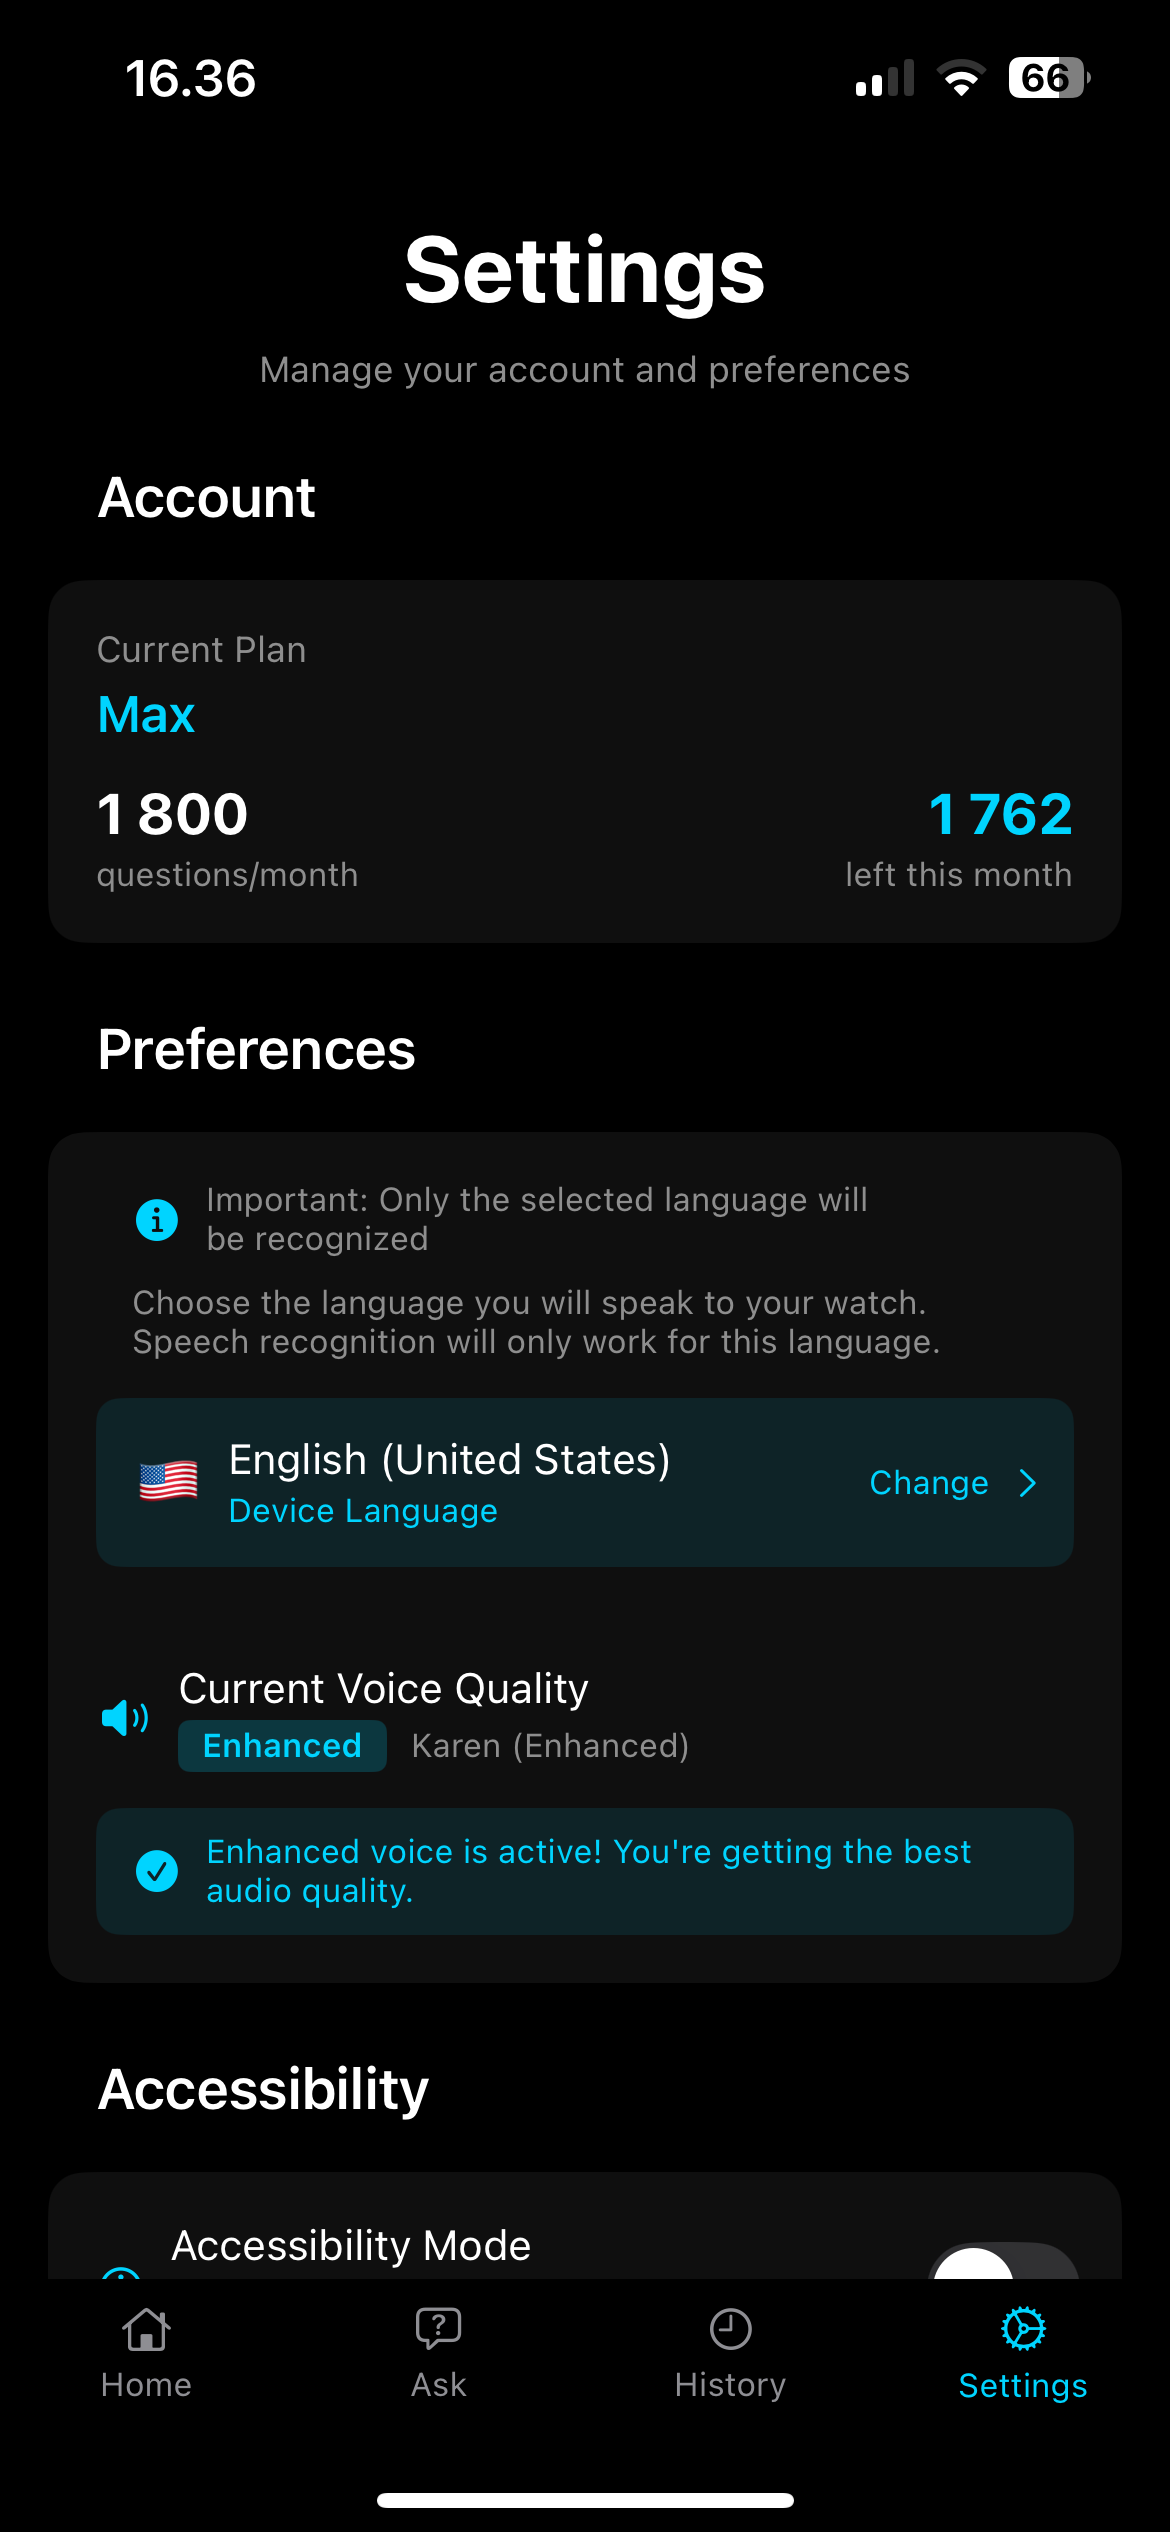 16.36
66
Settings
Manage your account and preferences
Account
Current Plan
Max
1 800
1 762
questions/month
left this month
Preferences
Important: Only the selected language will
be recognized
Choose the language you will speak to your watch.
Speech recognition will only work for this language.
English (United States)
Device Language
Change
Current Voice Quality
Enhanced
Karen (Enhanced)
Enhanced voice is active! You're getting the best
audio quality.
Accessibility
Accessibility Mode
Home
Ask
History
Settings